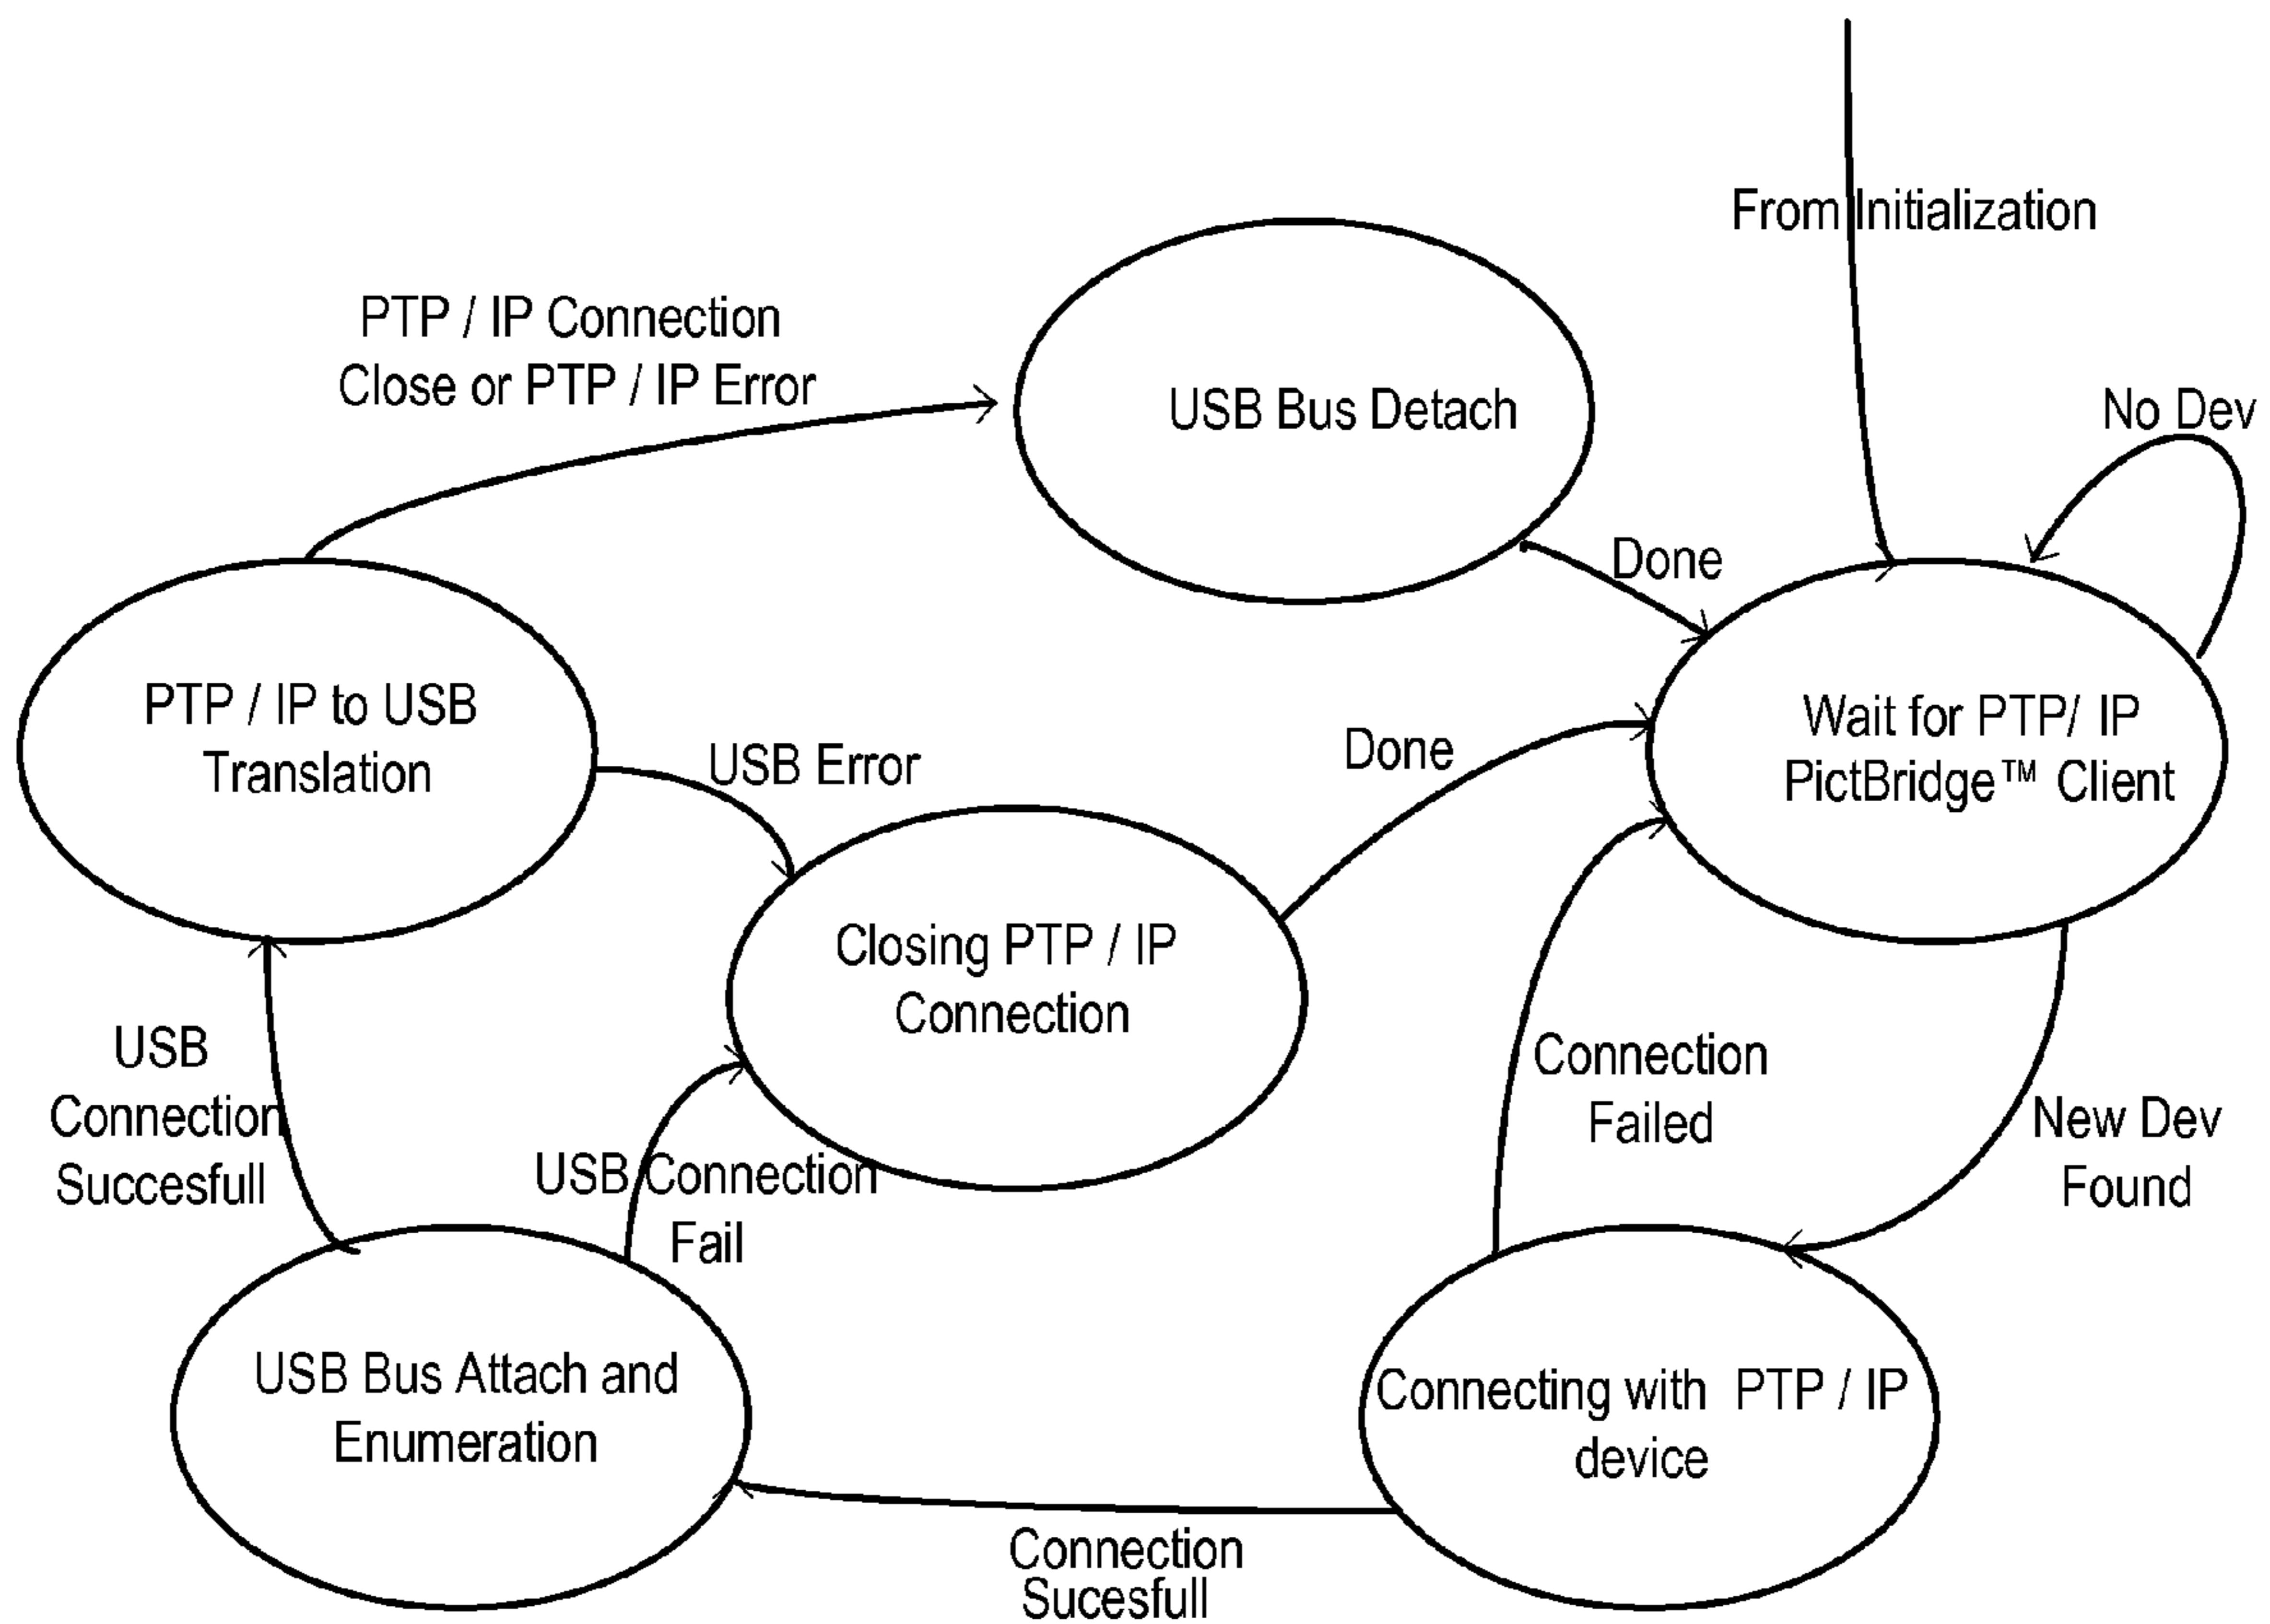 From Initialization
PTP / IP Connection
Close or PTP / IP Error
USB Bus Detach
No Dev
Done
PTP / IP to USB
Translation
USB Error
Done
Wait for PTP/ IP
PictBridge™ Client
Closing PTP / IP
Connection
USB
Connection
Succesfull
USB Connection
Fail
Connection
Failed
New Dev
Found
USB Bus Attach and
Enumeration
Connecting with PTP / IP
device
Connection
Sucesfull